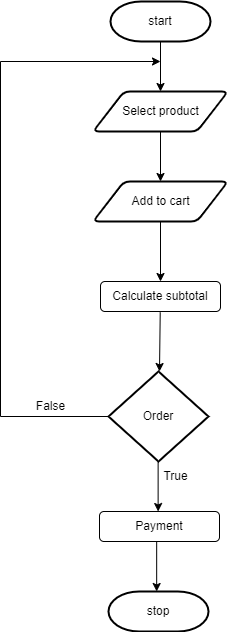 start
Select product
Add to cart
Calculate subtotal
Order
False
True
Payment
stop